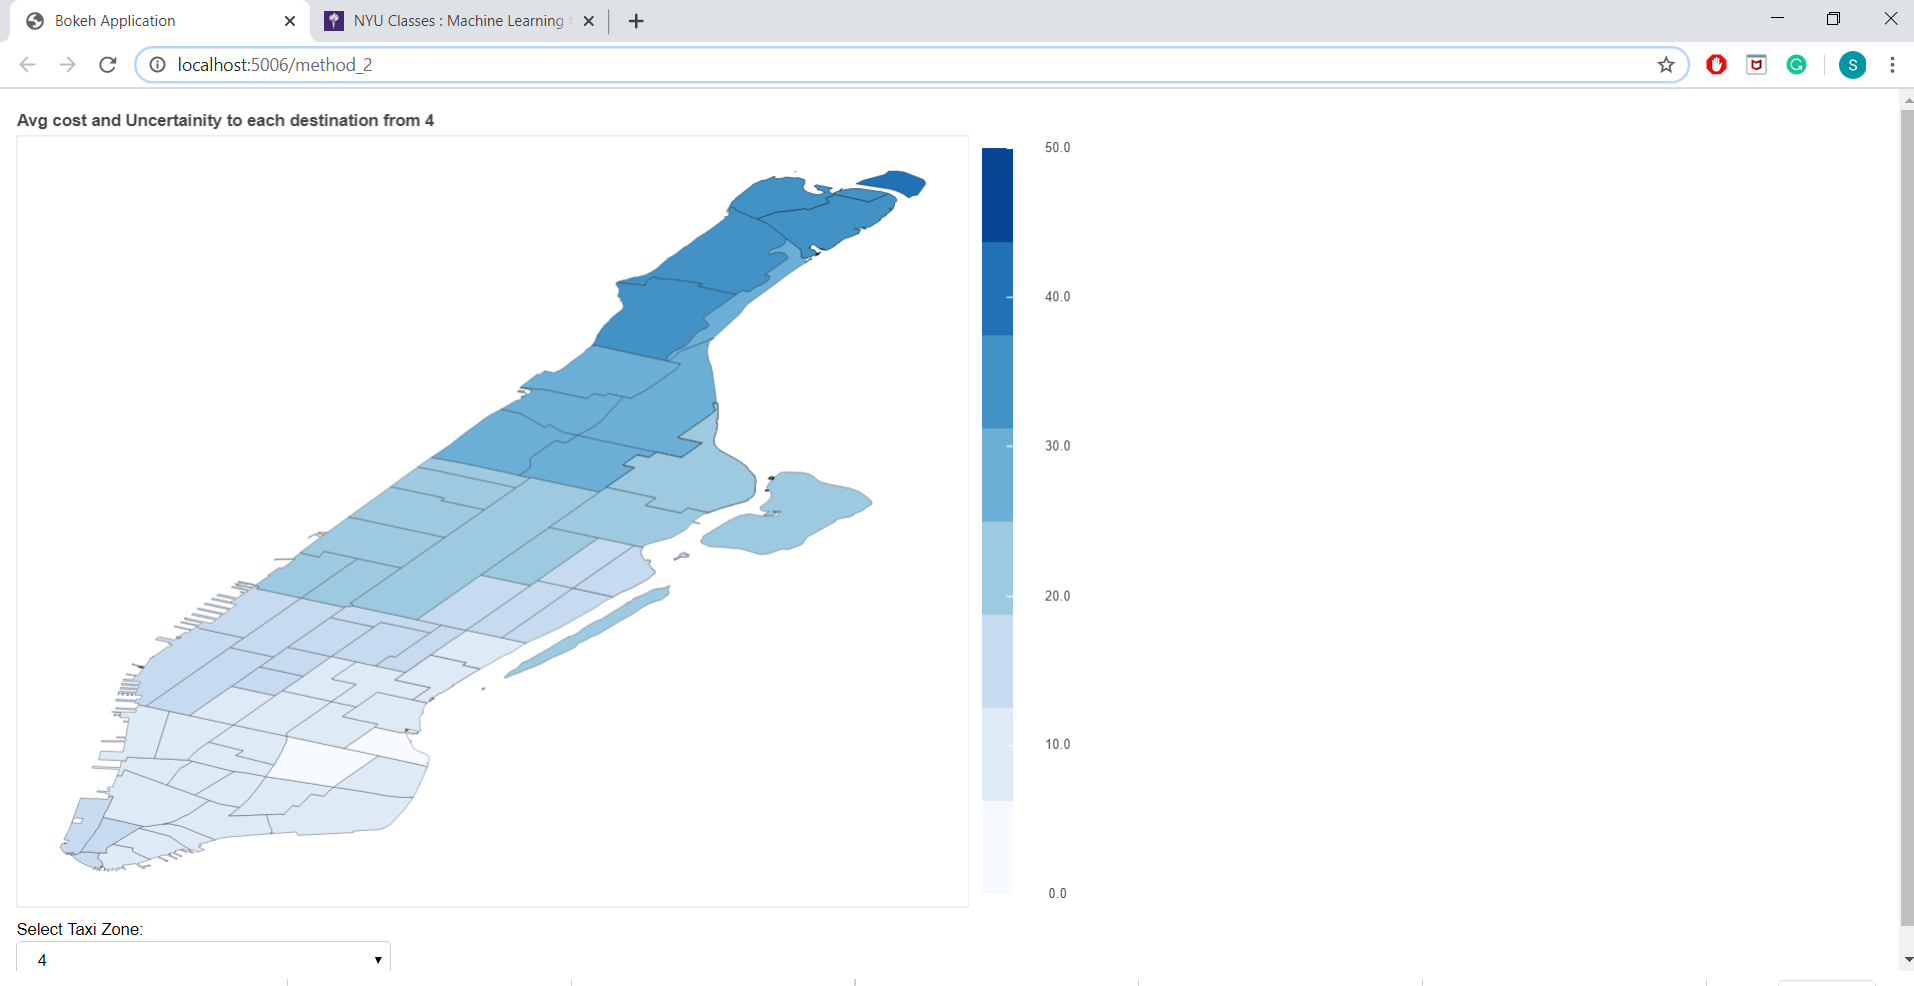 Bokeh Application
NYU Classes : Machine Learning
localhost:5006/method_2
S
Avg cost and Uncertainity to each destination from 4
50.0
40.0
30.0
20.0
10.0
0.0
Select Taxi Zone:
4